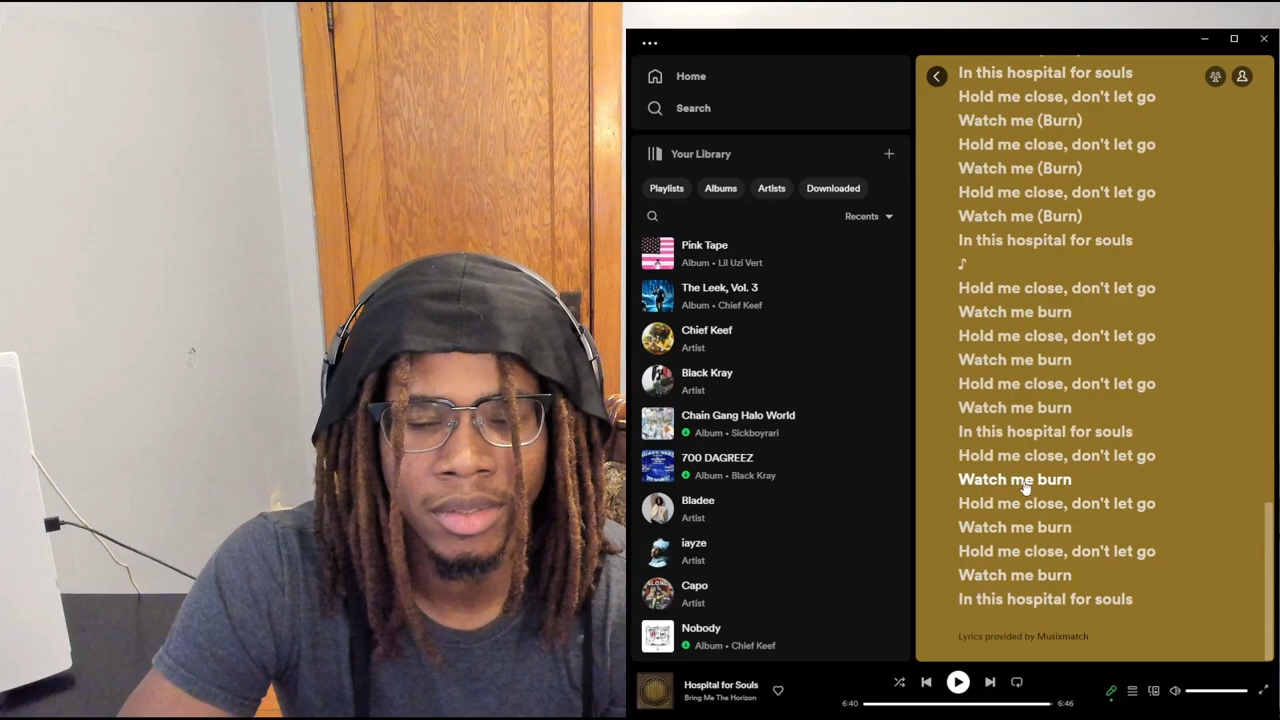 Home
Search
Your Library
Playlists
Albums
Artists
Downloaded
Recents
Pink Tape
Album • Lil Uzi Vert
The Leek, Vol. 3
Album • Chief Keef
Chief Keef
Artist
Black Kray
Artist
Chain Gang Halo World
Album • Sickboyrari
700 DAGREEZ
Album • Black Kray
Bladee
Artist
iayze
Artist
Capo
Artist
Nobody
Album • Chief Keef
In this hospital for souls
Hold me close, don't let go
Watch me (Burn)
Hold me close, don't let go
Watch me (Burn)
Hold me close, don't let go
Watch me (Burn)
In this hospital for souls
♪
Hold me close, don't let go
Watch me burn
Hold me close, don't let go
Watch me burn
Hold me close, don't let go
Watch me burn
In this hospital for souls
Hold me close, don't let go
Watch me burn
Hold me close, don't let go
Watch me burn
Hold me close, don't let go
Watch me burn
In this hospital for souls
Lyrics provided by Musixmatch
Hospital for Souls
Bring Me The Horizon
6:40
6:46